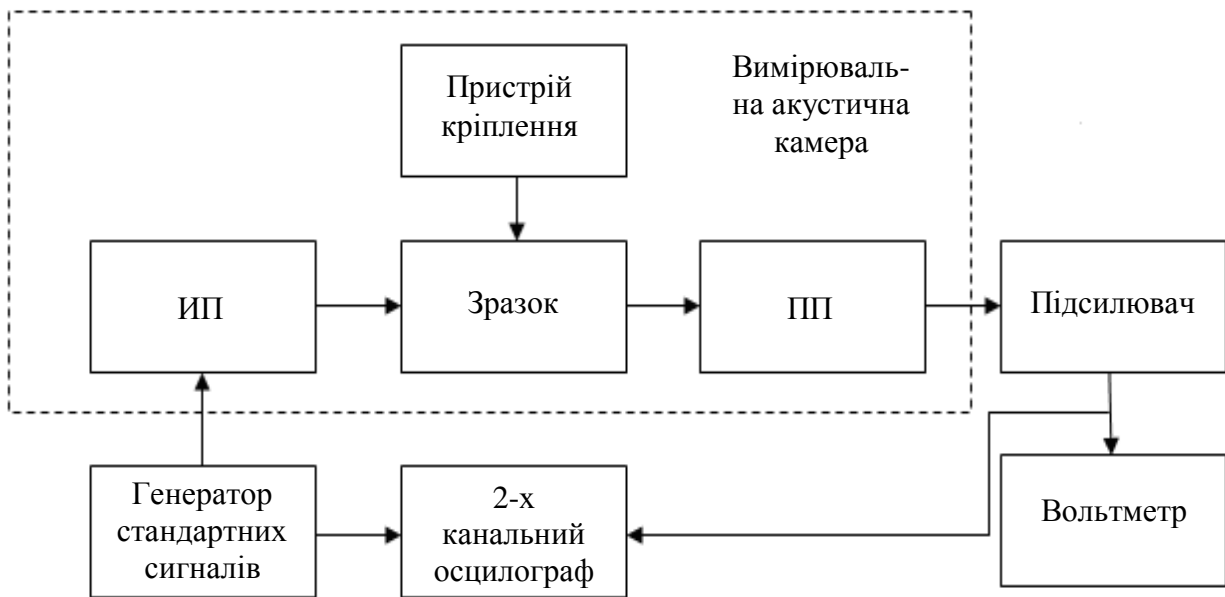 Пристрій
кріплення
Вимірюваль-
на акустична
камера
ИП
Зразок
ПП
Підсилювач
Генератор
стандартних
сигналів
2-х
канальний
осцилограф
Вольтметр